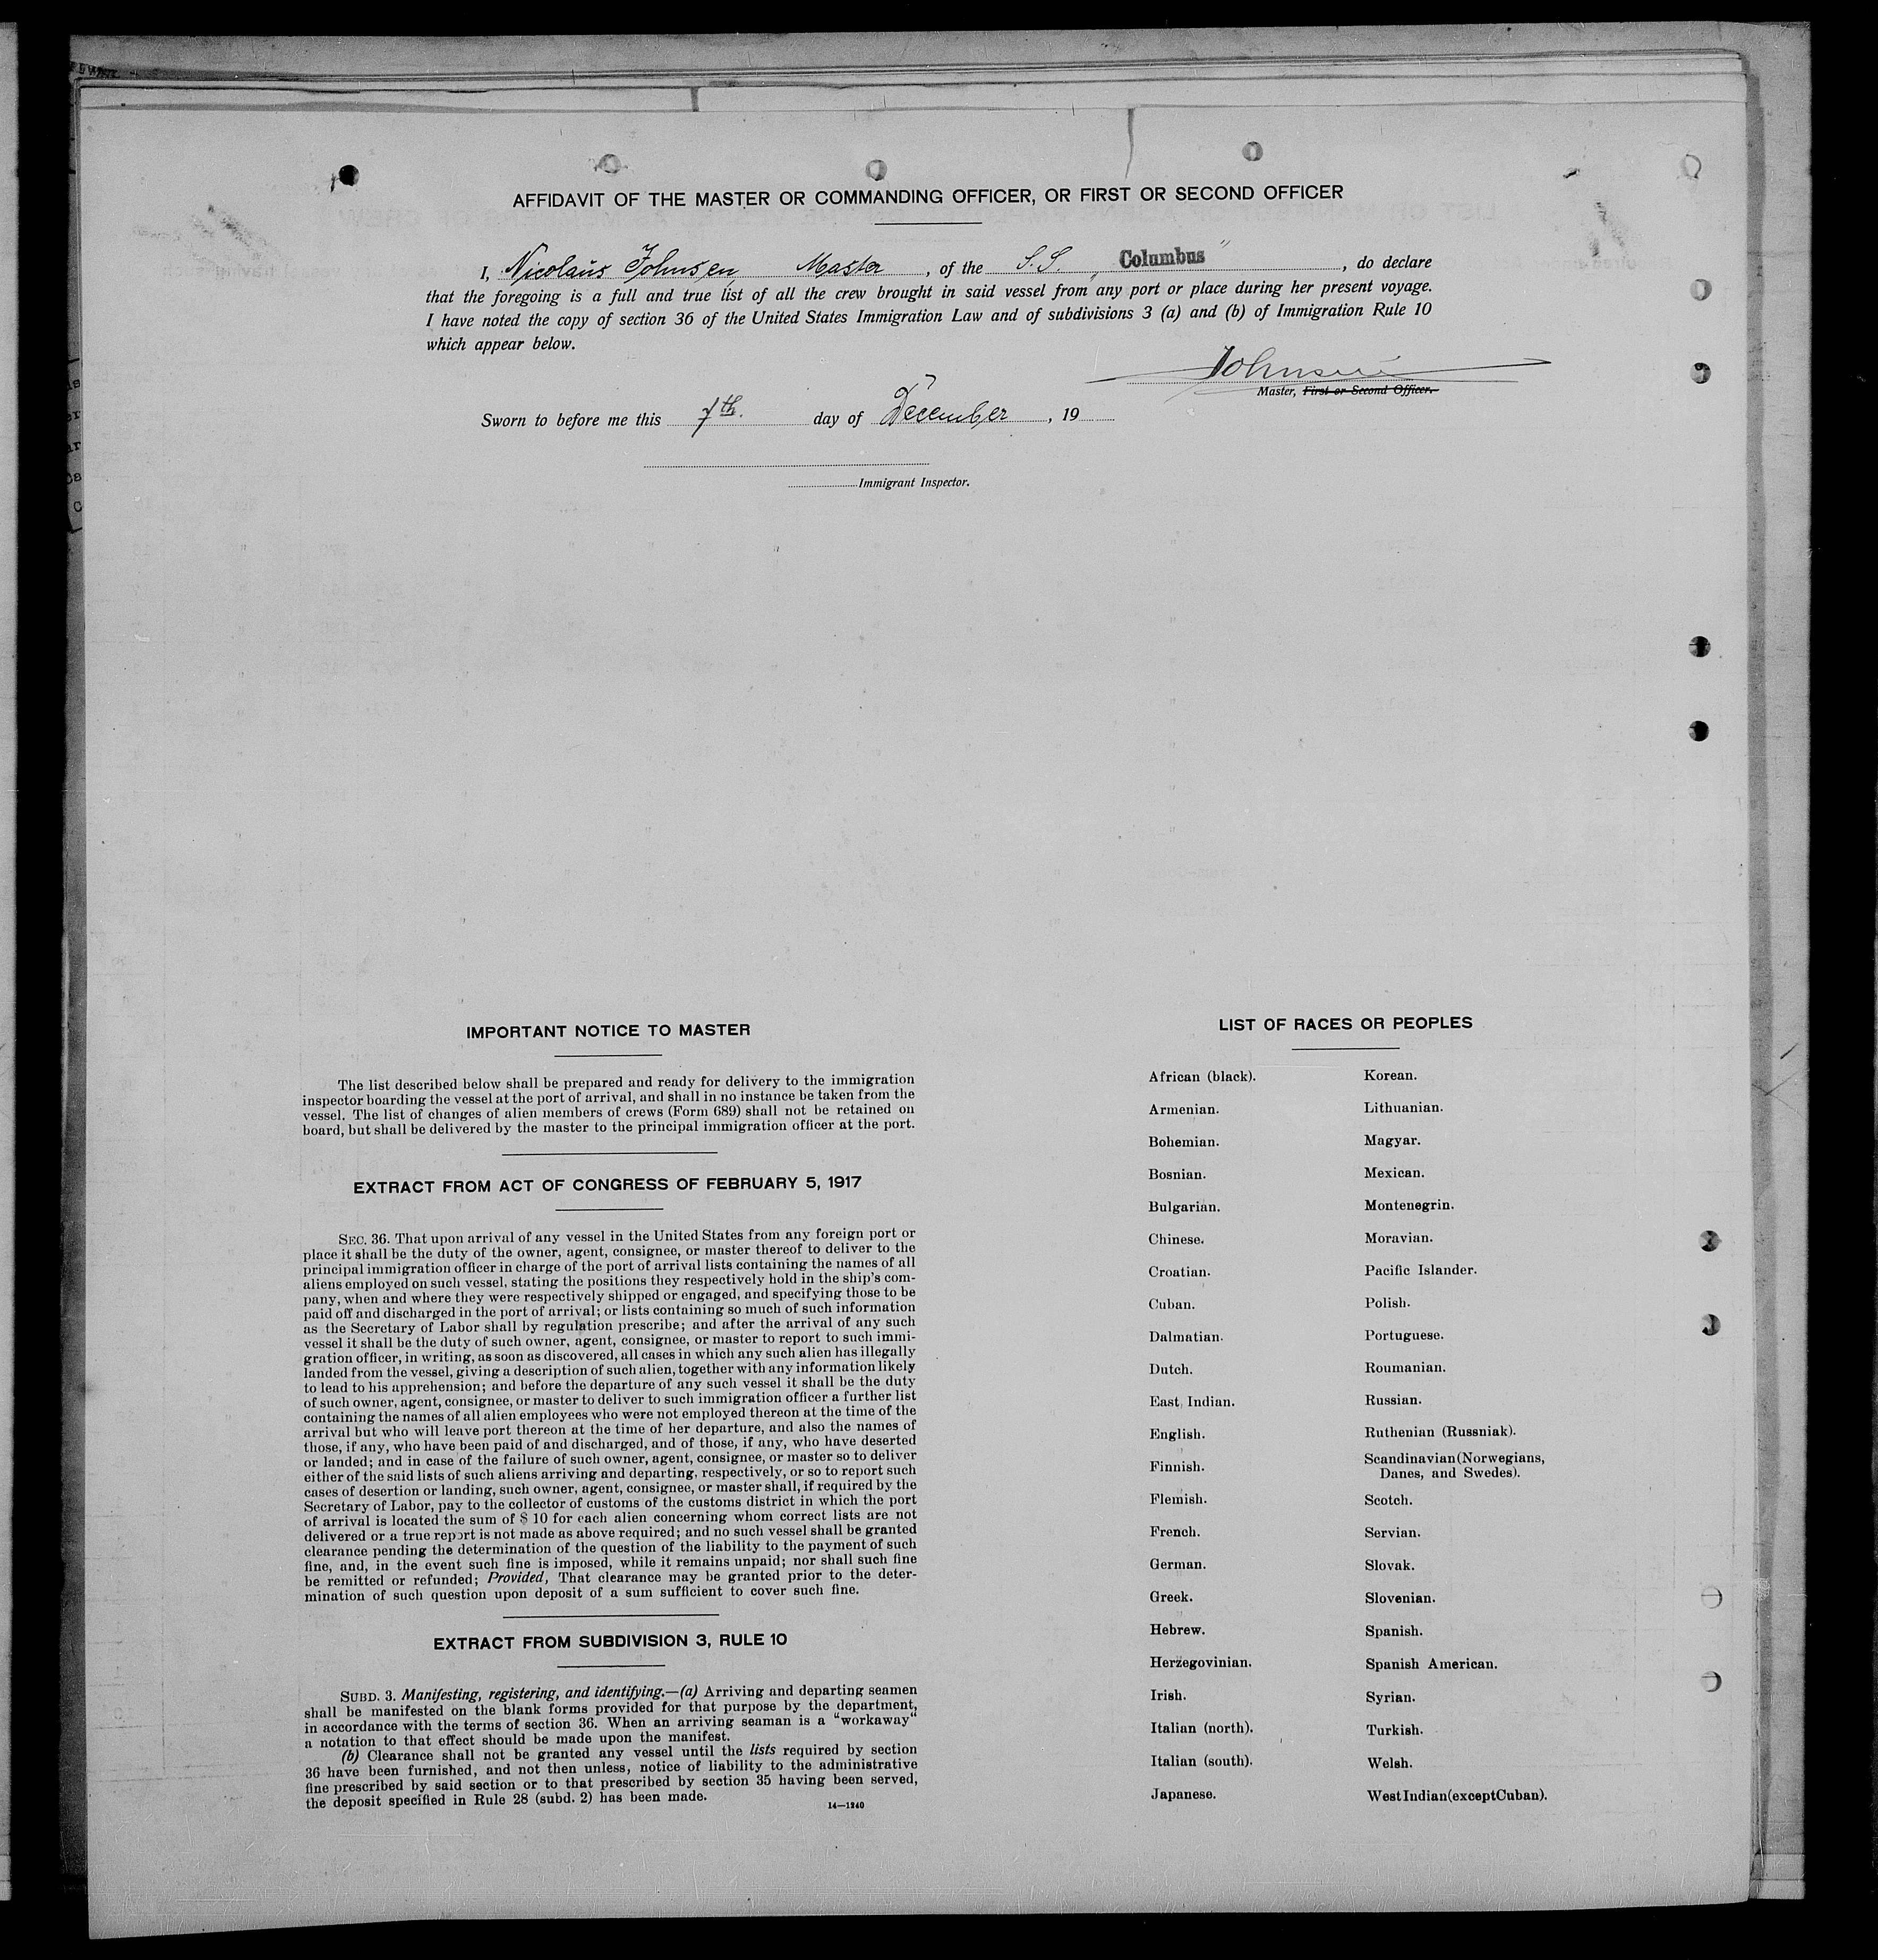 AFFIDAVIT OF THE MASTER OR COMMANDING OFFICER, OR FIRST OR SECOND OFFICER
I, Nicolaus Johnsen Master, of the S.S. „Columbus“, do declare
that the foregoing is a full and true list of all the crew brought in said vessel from any port or place during her present voyage.
I have noted the copy of section 36 of the United States Immigration Law and of subdivisions 3 (a) and (b) of Immigration Rule 10
which appear below.
Johnsen
Master, First or Second Officer.
Sworn to before me this 7th. day of December, 19
Immigrant Inspector.
IMPORTANT NOTICE TO MASTER
The list described below shall be prepared and ready for delivery to the immigration
inspector boarding the vessel at the port of arrival, and shall in no instance be taken from the
vessel. The list of changes of alien members of crews (Form 689) shall not be retained on
board, but shall be delivered by the master to the principal immigration officer at the port.
EXTRACT FROM ACT OF CONGRESS OF FEBRUARY 5, 1917
SEC. 36. That upon arrival of any vessel in the United States from any foreign port or
place it shall be the duty of the owner, agent, consignee, or master thereof to deliver to the
principal immigration officer in charge of the port of arrival lists containing the names of all
aliens employed on such vessel, stating the positions they respectively hold in the ship's com-
pany, when and where they were respectively shipped or engaged, and specifying those to be
paid off and discharged in the port of arrival; or lists containing so much of such information
as the Secretary of Labor shall by regulation prescribe; and after the arrival of any such
vessel it shall be the duty of such owner, agent, consignee, or master to report to such immi-
gration officer, in writing, as soon as discovered, all cases in which any such alien has illegally
landed from the vessel, giving a description of such alien, together with any information likely
to lead to his apprehension; and before the departure of any such vessel it shall be the duty
of such owner, agent, consignee, or master to deliver to such immigration officer a further list
containing the names of all alien employees who were not employed thereon at the time of the
arrival but who will leave port thereon at the time of her departure, and also the names of
those, if any, who have been paid of and discharged, and of those, if any, who have deserted
or landed; and in case of the failure of such owner, agent, consignee, or master so to deliver
either of the said lists of such aliens arriving and departing, respectively, or so to report such
cases of desertion or landing, such owner, agent, consignee, or master shall, if required by the
Secretary of Labor, pay to the collector of customs of the customs district in which the port
of arrival is located the sum of $ 10 for each alien concerning whom correct lists are not
delivered or a true report is not made as above required; and no such vessel shall be granted
clearance pending the determination of the question of the liability to the payment of such
fine, and, in the event such fine is imposed, while it remains unpaid; nor shall such fine
be remitted or refunded; Provided, That clearance may be granted prior to the deter-
mination of such question upon deposit of a sum sufficient to cover such fine.
EXTRACT FROM SUBDIVISION 3, RULE 10
SUBD. 3. Manifesting, registering, and identifying.—(a) Arriving and departing seamen
shall be manifested on the blank forms provided for that purpose by the department,
in accordance with the terms of section 36. When an arriving seaman is a “workaway“
a notation to that effect should be made upon the manifest.
(b) Clearance shall not be granted any vessel until the lists required by section
36 have been furnished, and not then unless, notice of liability to the administrative
fine prescribed by said section or to that prescribed by section 35 having been served,
the deposit specified in Rule 28 (subd. 2) has been made.
14—1240
LIST OF RACES OR PEOPLES
African (black).
Armenian.
Bohemian.
Bosnian.
Bulgarian.
Chinese.
Croatian.
Cuban.
Dalmatian.
Dutch.
East Indian.
English.
Finnish.
Flemish.
French.
German.
Greek.
Hebrew.
Herzegovinian.
Irish.
Italian (north).
Italian (south).
Japanese.
Korean.
Lithuanian.
Magyar.
Mexican.
Montenegrin.
Moravian.
Pacific Islander.
Polish.
Portuguese.
Roumanian.
Russian.
Ruthenian (Russniak).
Scandinavian (Norwegians,
Danes, and Swedes).
Scotch.
Servian.
Slovak.
Slovenian.
Spanish.
Spanish American.
Syrian.
Turkish.
Welsh.
West Indian (except Cuban).